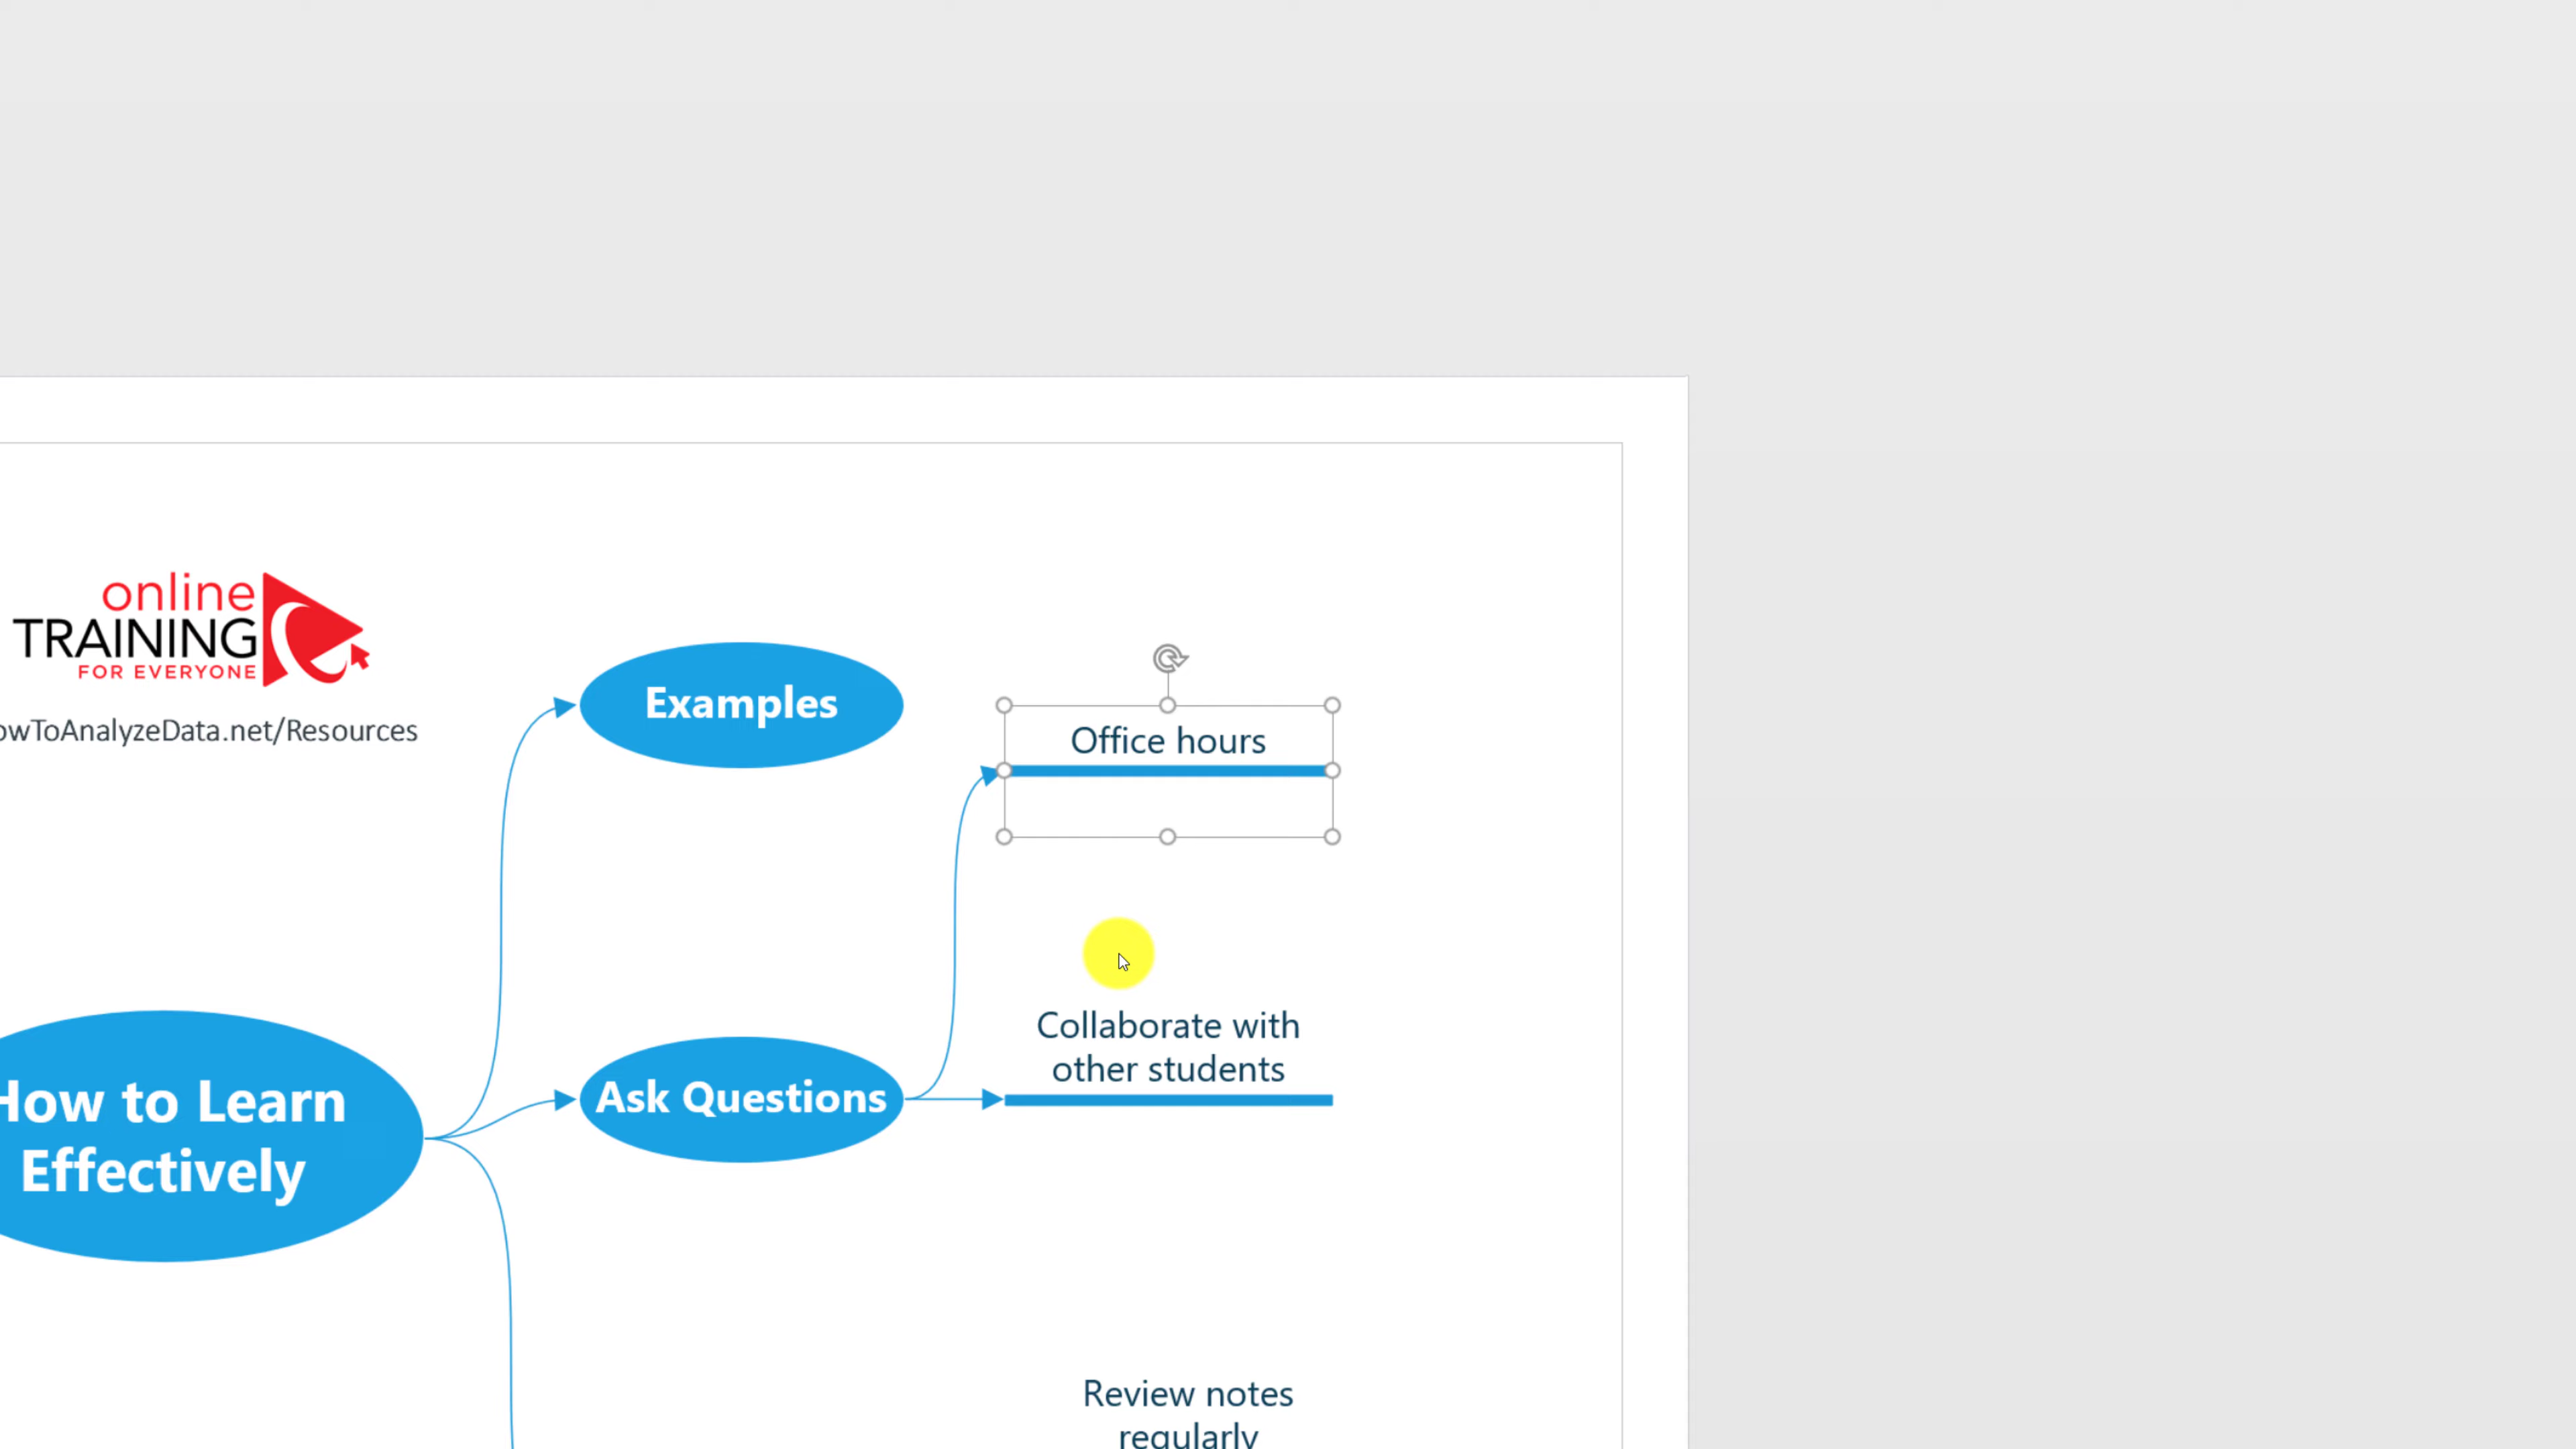 online
TRAINING
FOR EVERYONE
owToAnalyzeData.net/Resources
Examples
Office hours
How to Learn
Effectively
Ask Questions
Collaborate with
other students
Review notes
regularly